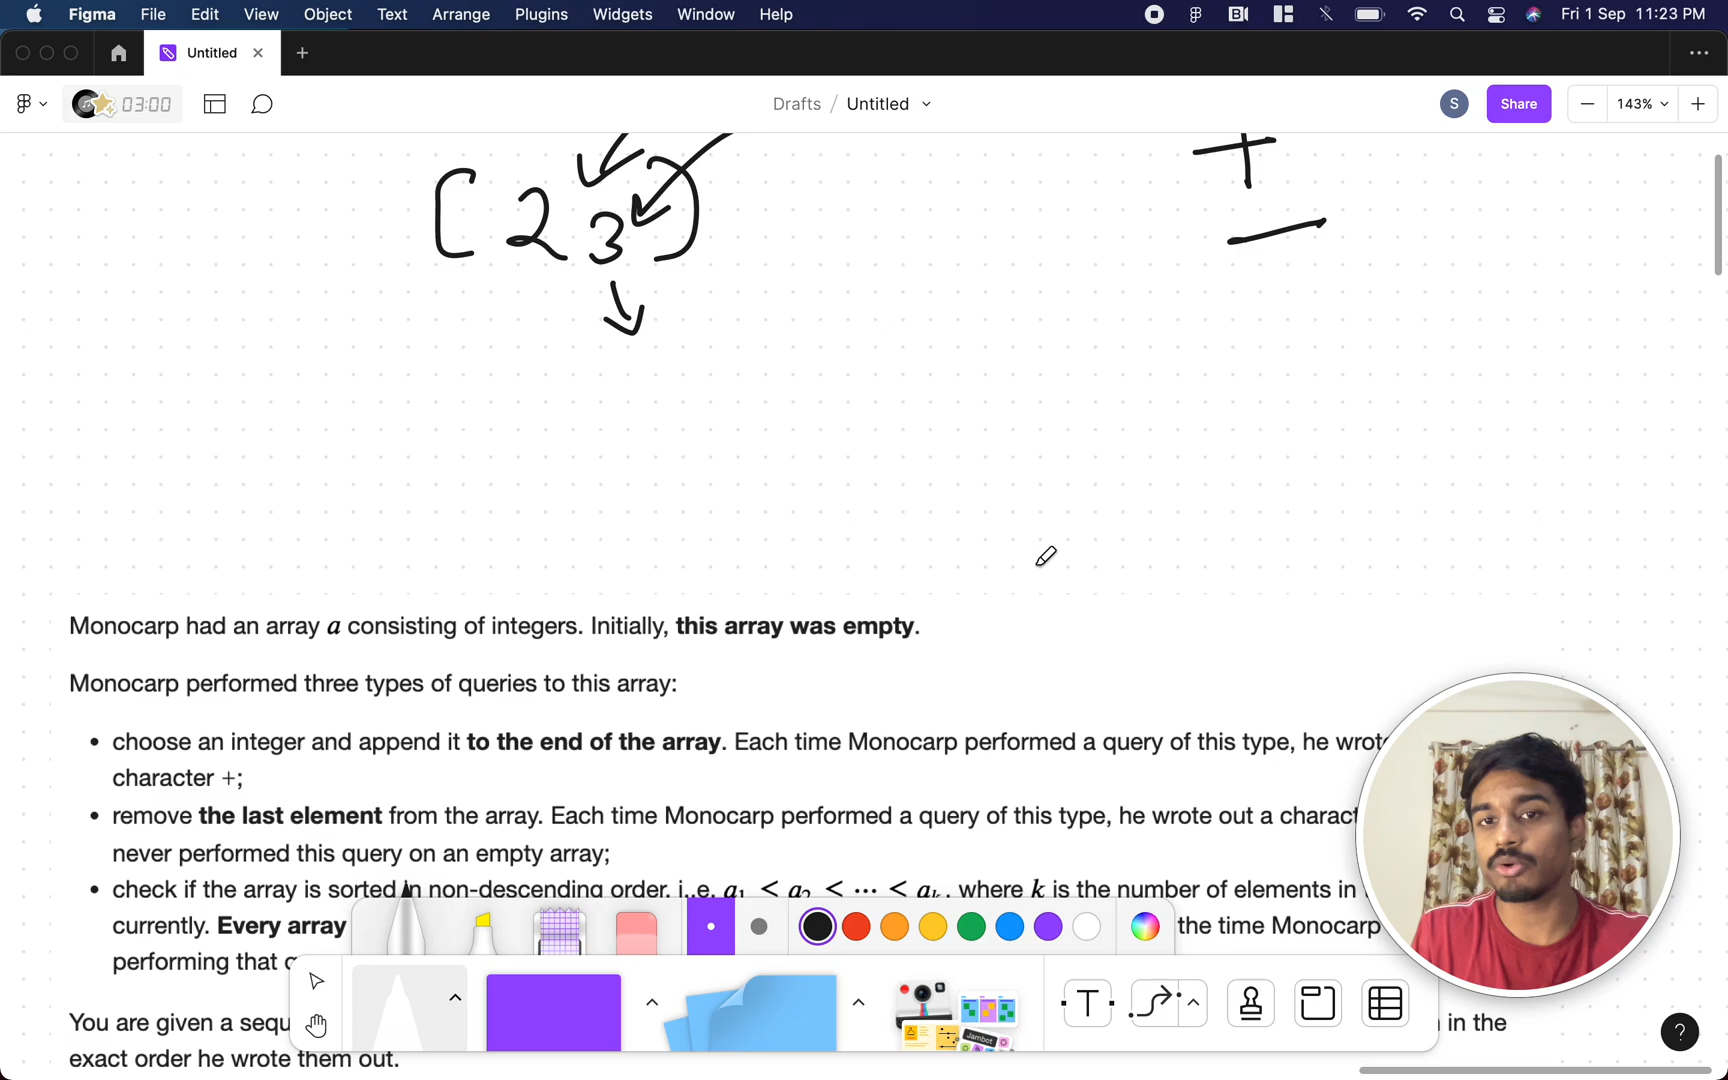 Figma File Edit View Object Text Arrange Plugins Widgets Window Help Fri 1 Sep 11:23 PM
Untitled
03:00 Drafts / Untitled S Share 143%
+
[ 2 3 )
—
Monocarp had an array a consisting of integers. Initially, this array was empty.
Monocarp performed three types of queries to this array:
• choose an integer and append it to the end of the array. Each time Monocarp performed a query of this type, he wrote
character +;
• remove the last element from the array. Each time Monocarp performed a query of this type, he wrote out a charact
never performed this query on an empty array;
• check if the array is sorted in non-descending order, i.,e. a₁ ≤ a₂ ≤ ⋯ ≤ aₖ, where k is the number of elements in
currently. Every array the time Monocarp
performing that
T
You are given a sequ in the
exact order he wrote them out.
Jambot
?